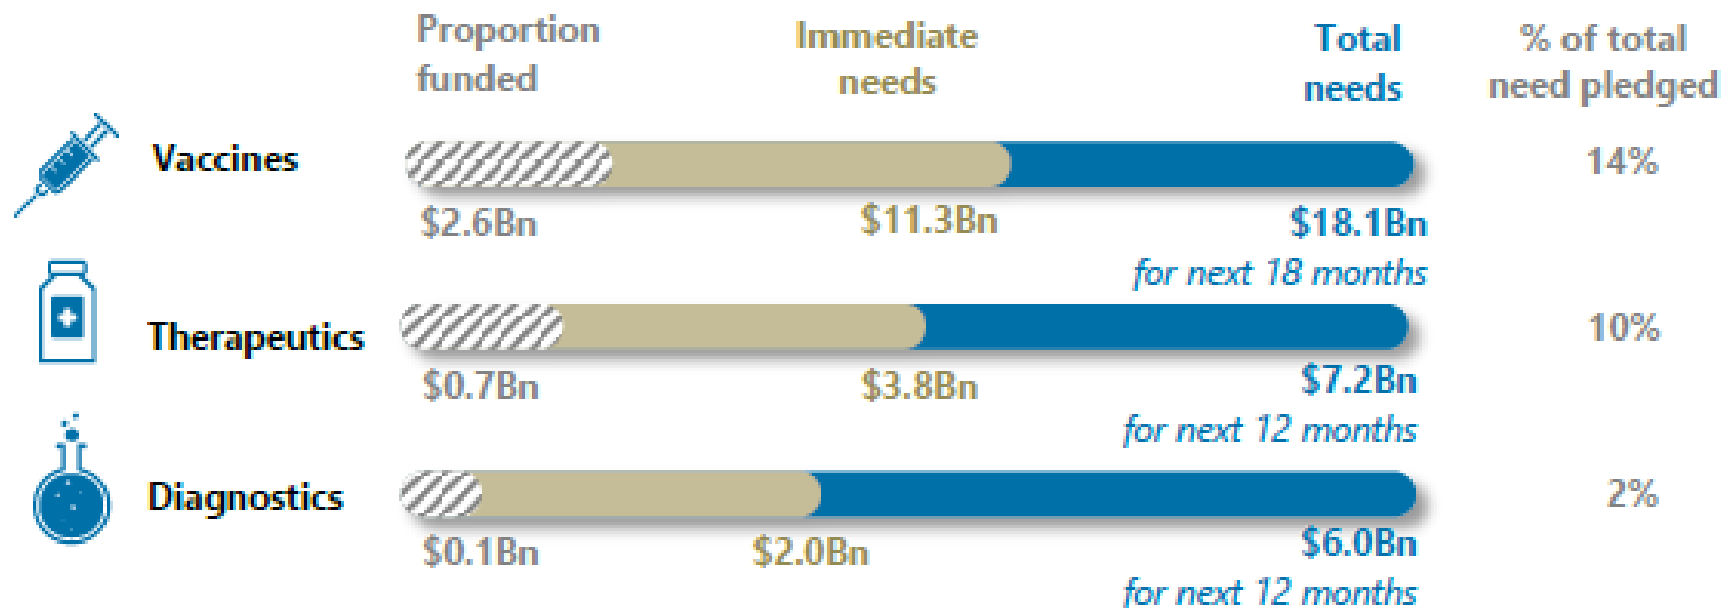 Proportion funded
Immediate needs
Total needs
% of total need pledged
Vaccines
14%
$2.6Bn
$11.3Bn
$18.1Bn
for next 18 months
Therapeutics
10%
$0.7Bn
$3.8Bn
$7.2Bn
for next 12 months
Diagnostics
2%
$0.1Bn
$2.0Bn
$6.0Bn
for next 12 months